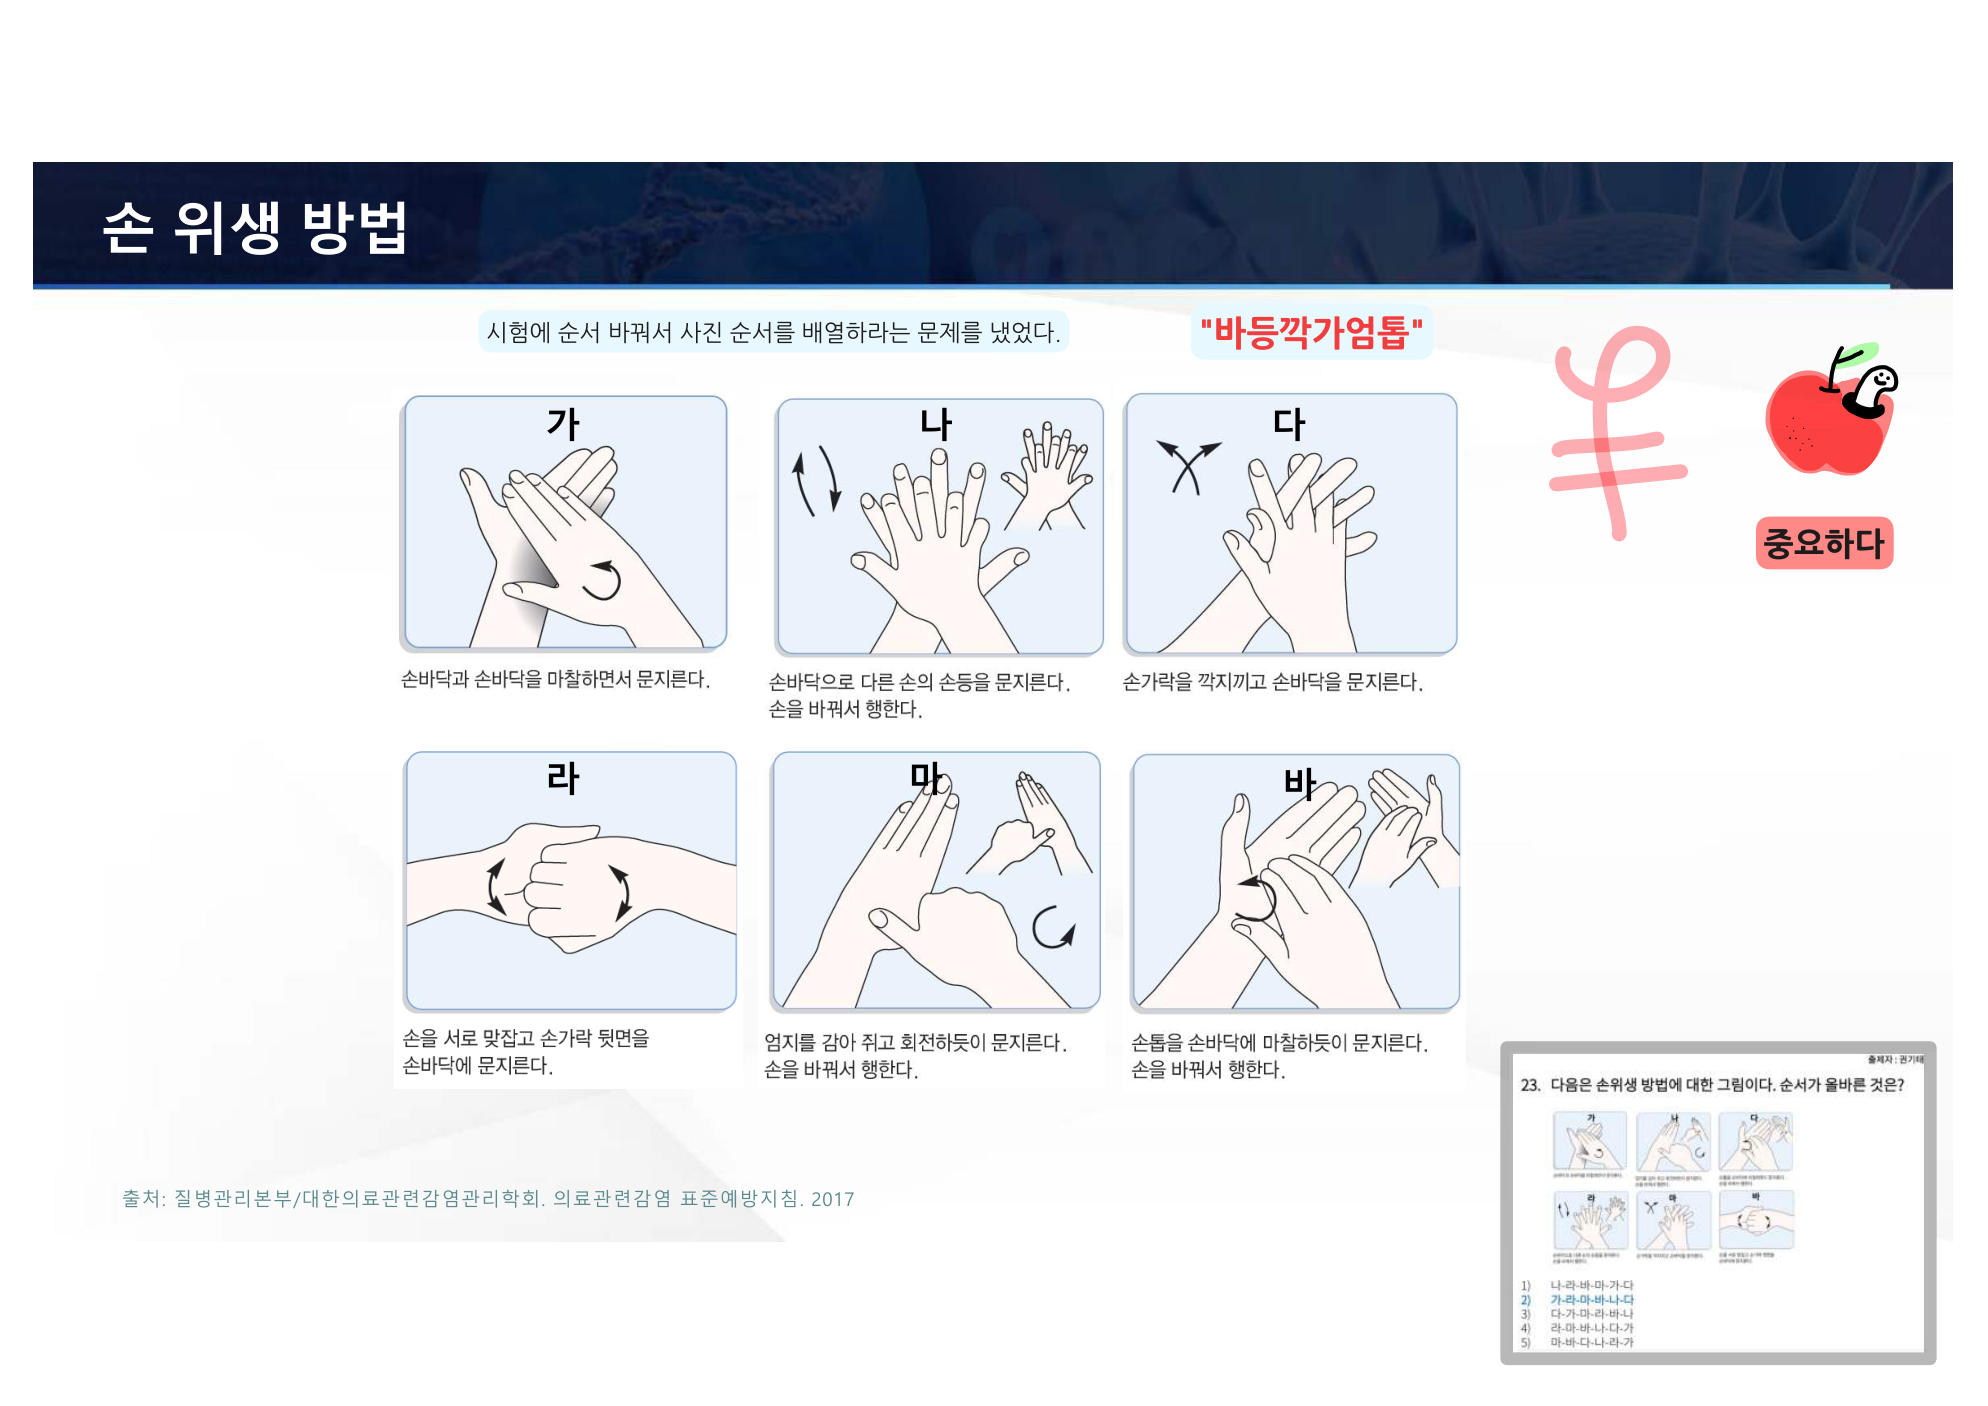 손 위생 방법
시험에 순서 바꿔서 사진 순서를 배열하라는 문제를 냈었다.
"바등깍가엄톱"
중요하다
가
나
다
손바닥과 손바닥을 마찰하면서 문지른다.
손바닥으로 다른 손의 손등을 문지른다.
손을 바꿔서 행한다.
손가락을 깍지끼고 손바닥을 문지른다.
라
마
바
손을 서로 맞잡고 손가락 뒷면을
손바닥에 문지른다.
엄지를 감아 쥐고 회전하듯이 문지른다.
손을 바꿔서 행한다.
손톱을 손바닥에 마찰하듯이 문지른다.
손을 바꿔서 행한다.
출처: 질병관리본부/대한의료관련감염관리학회. 의료관련감염 표준예방지침. 2017
출제자 : 권기태
23. 다음은 손위생 방법에 대한 그림이다. 순서가 올바른 것은?
가
나
다
라
마
바
1) 나-라-바-마-가-다
2) 가-라-마-바-나-다
3) 다-가-마-라-바-나
4) 라-마-바-나-다-가
5) 마-바-다-나-라-가